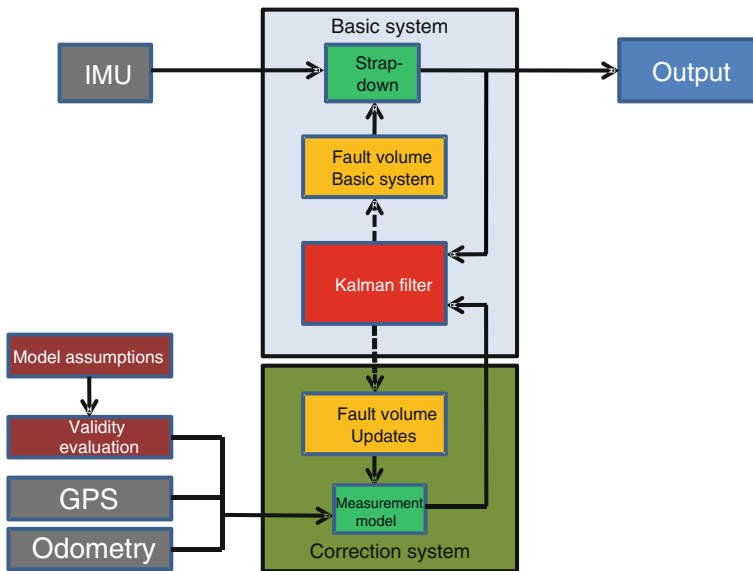 Basic system
IMU
Strap-
down
Output
Fault volume
Basic system
Kalman filter
Model assumptions
Validity
evaluation
GPS
Odometry
Fault volume
Updates
Measurement
model
Correction system